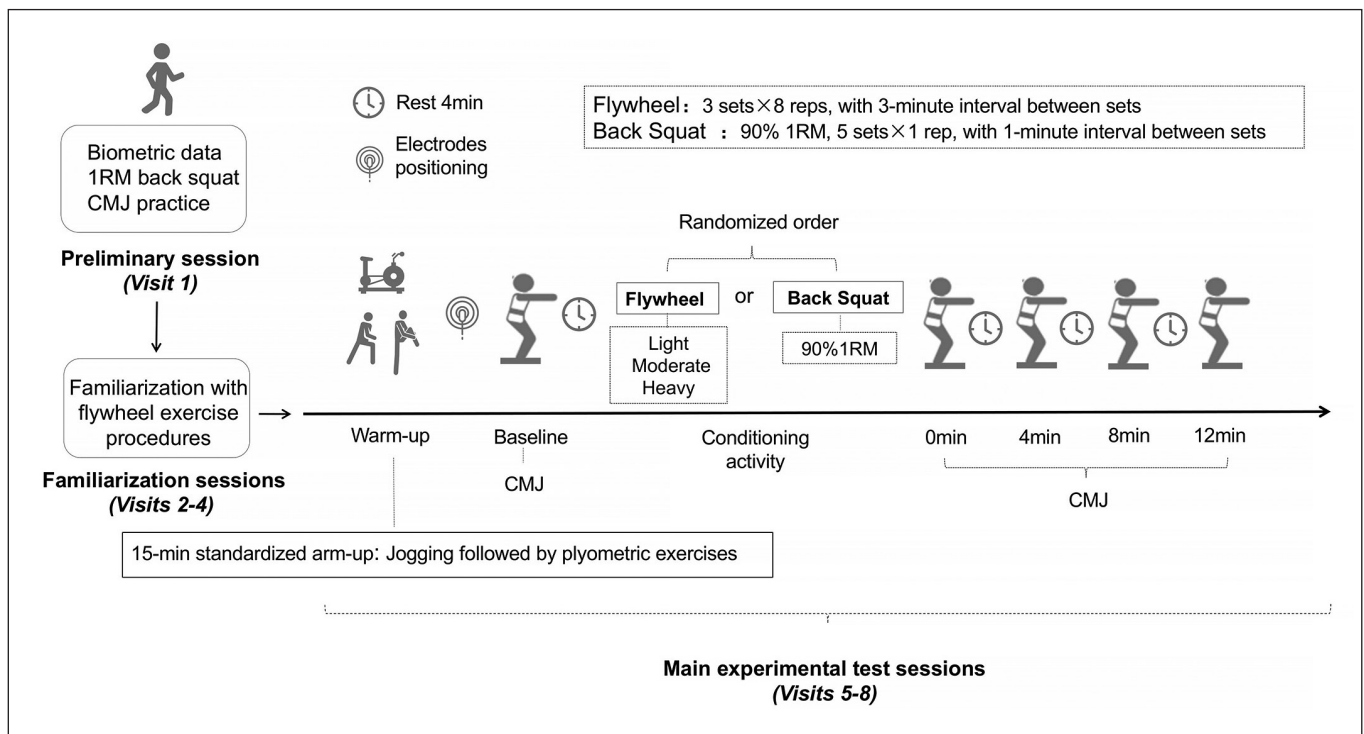 Rest 4min
Electrodes
positioning
Flywheel：3 sets×8 reps, with 3-minute interval between sets
Back Squat ：90% 1RM, 5 sets×1 rep, with 1-minute interval between sets
Biometric data
1RM back squat
CMJ practice
Preliminary session
(Visit 1)
Familiarization with
flywheel exercise
procedures
Familiarization sessions
(Visits 2-4)
Randomized order
Flywheel
or
Back Squat
Light
Moderate
Heavy
90%1RM
Warm-up
Baseline
CMJ
Conditioning
activity
0min
4min
8min
12min
CMJ
15-min standardized arm-up: Jogging followed by plyometric exercises
Main experimental test sessions
(Visits 5-8)